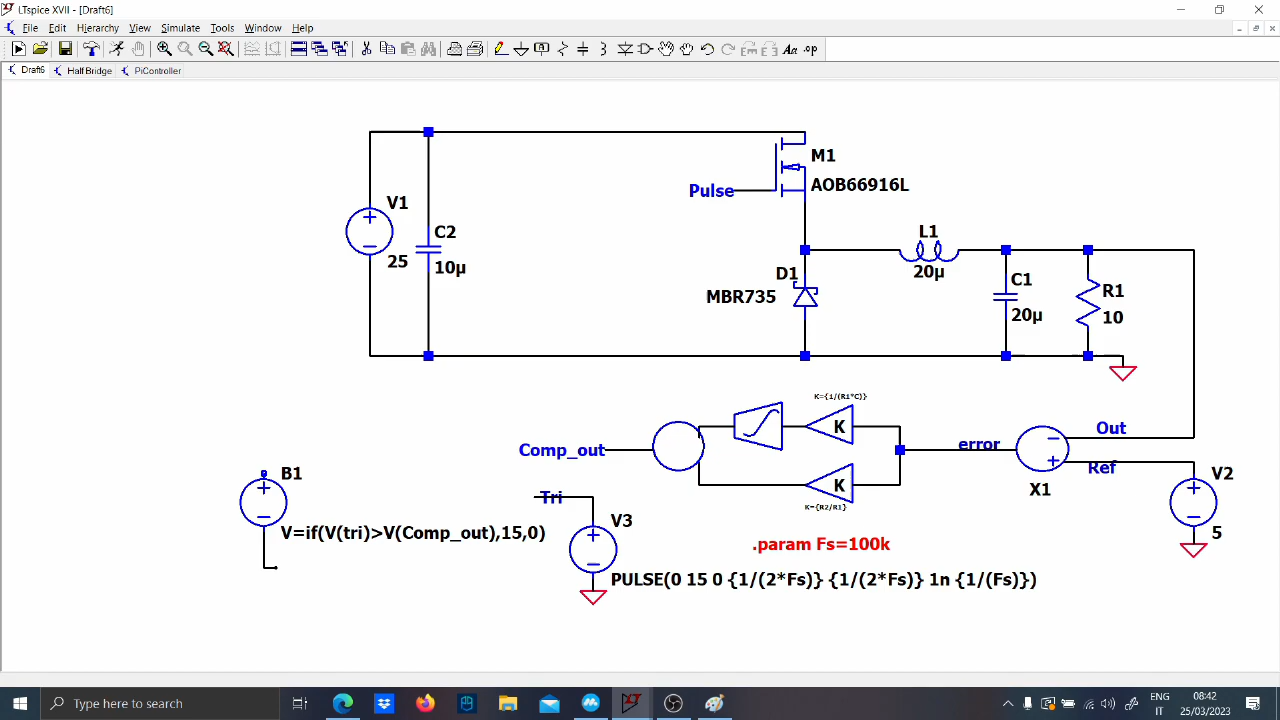 LTspice XVII - [Draft6]
File Edit Hierarchy View Simulate Tools Window Help
Draft6 Half Bridge PiController
M1
Pulse
AOB66916L
V1
25
C2
10µ
L1
20µ
D1
MBR735
C1
20µ
R1
10
K={1/(R1*C)}
K
Comp_out
error
Out
Ref
X1
V2
5
K
K={R2/R1}
B1
V=if(V(tri)>V(Comp_out),15,0)
Tri
V3
.param Fs=100k
PULSE(0 15 0 {1/(2*Fs)} {1/(2*Fs)} 1n {1/(Fs)})
Type here to search
ENG
IT
08:42
25/03/2023